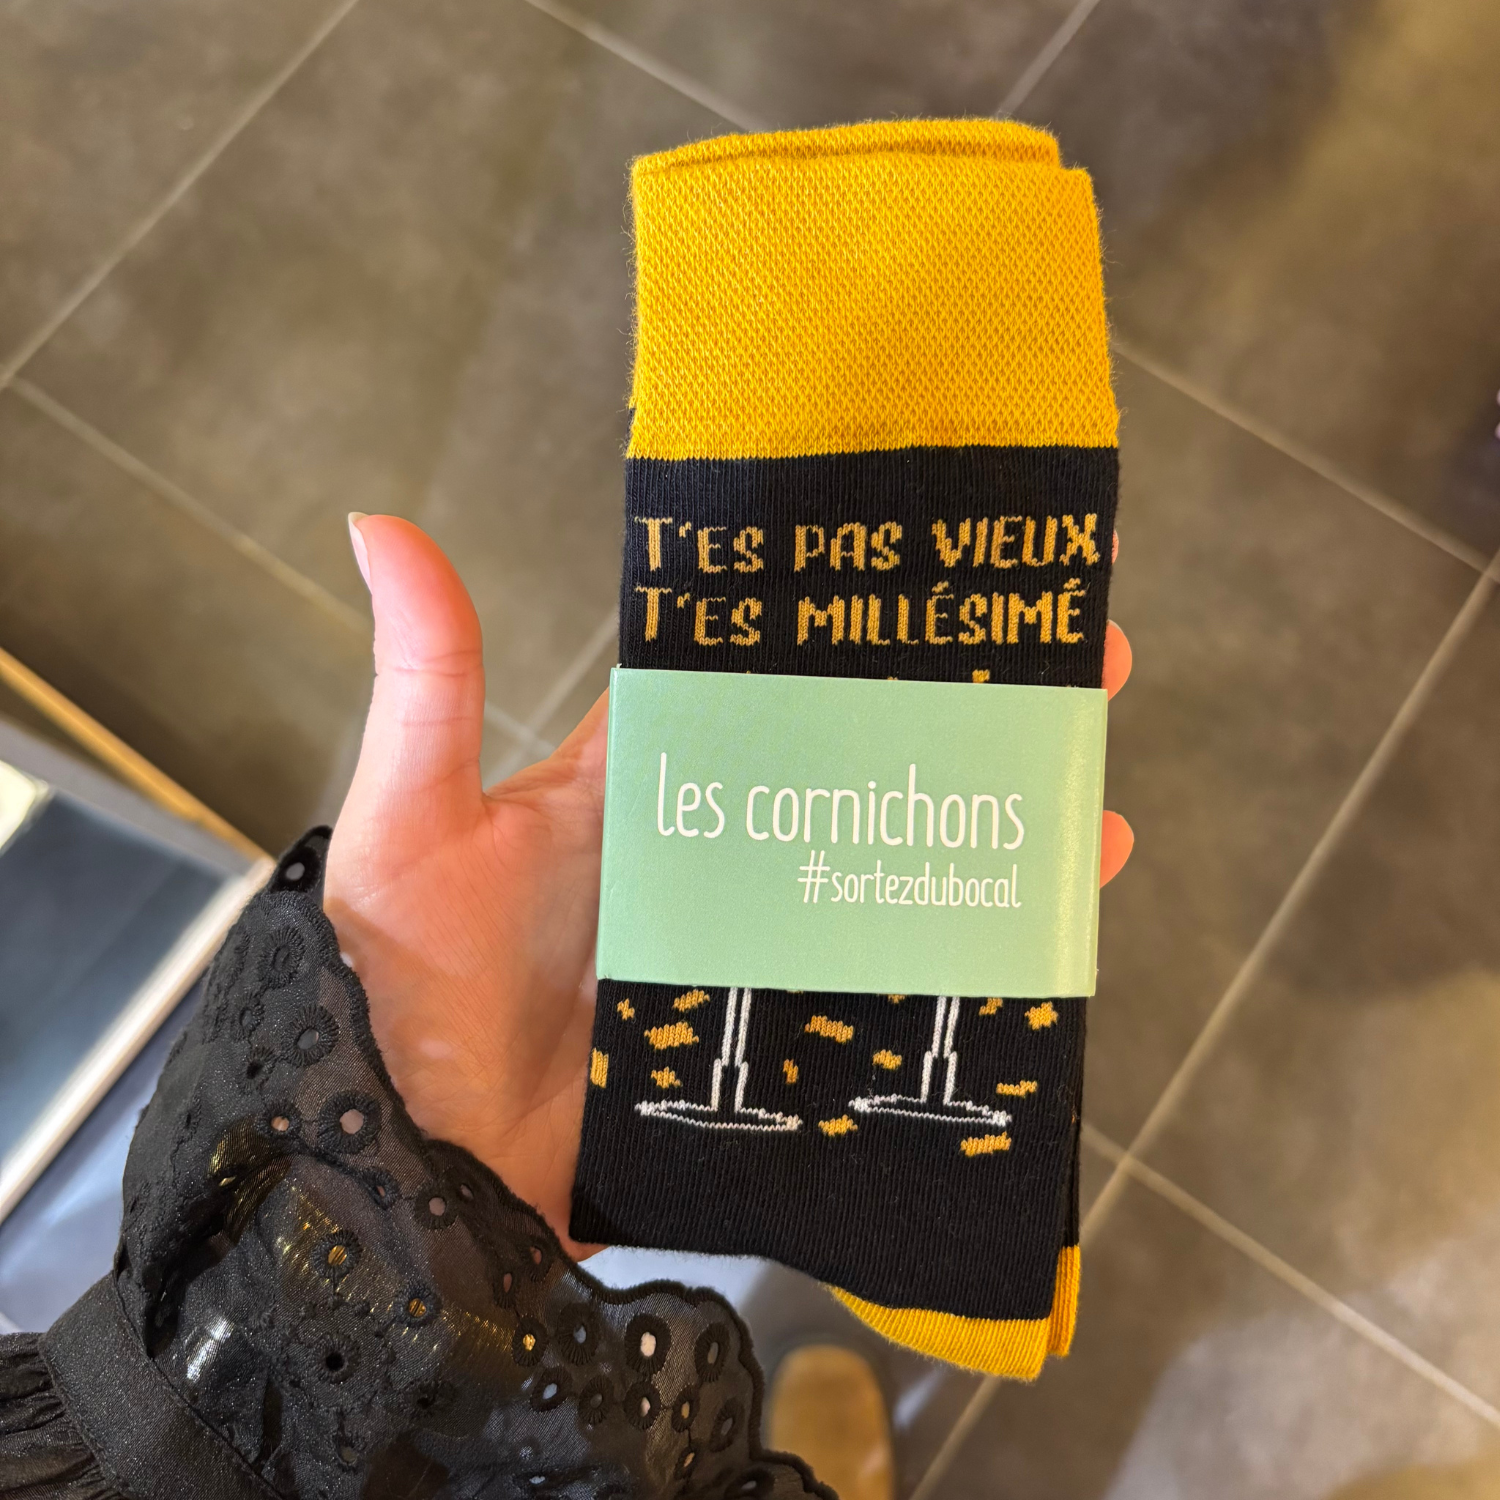 T'ES PAS VIEUX
T'ES MILLÉSIMÉ
les cornichons
#sortezdubocal